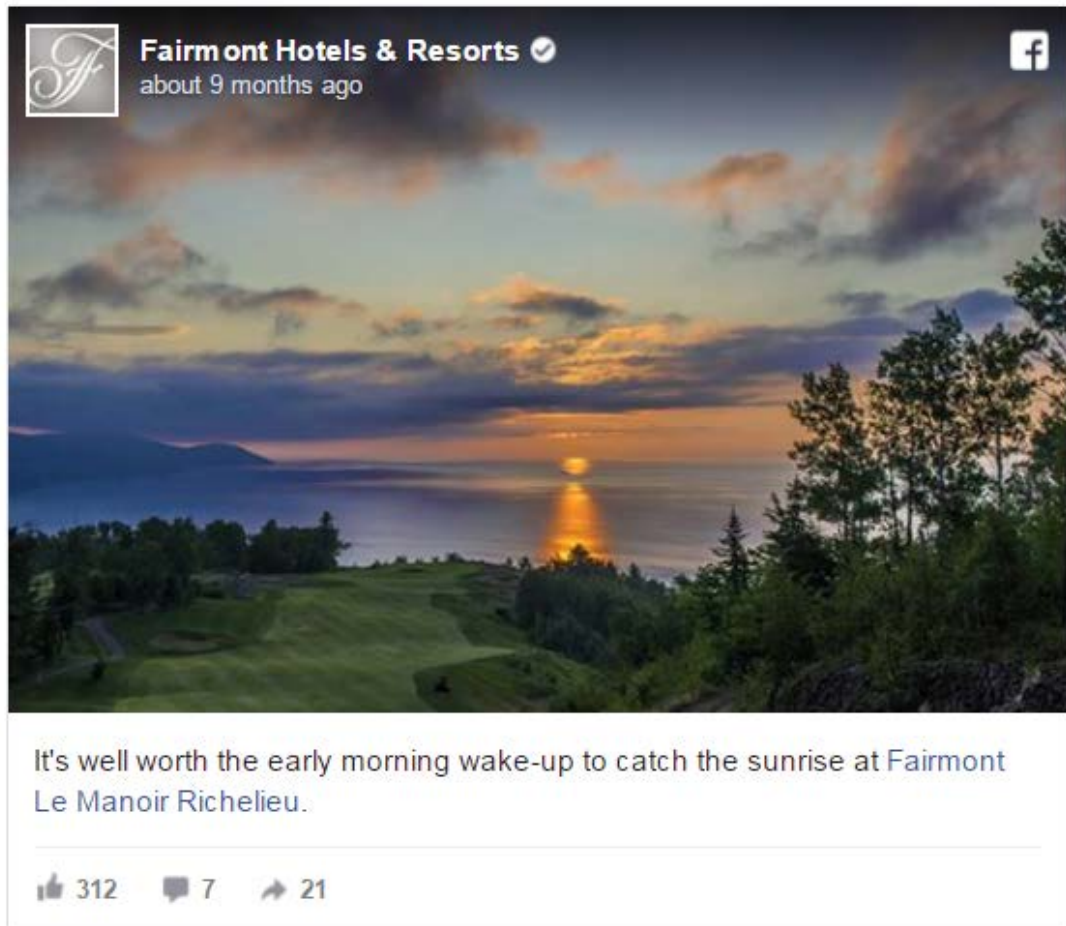 Fairmont Hotels & Resorts
about 9 months ago
It's well worth the early morning wake-up to catch the sunrise at Fairmont
Le Manoir Richelieu.
312 7 21